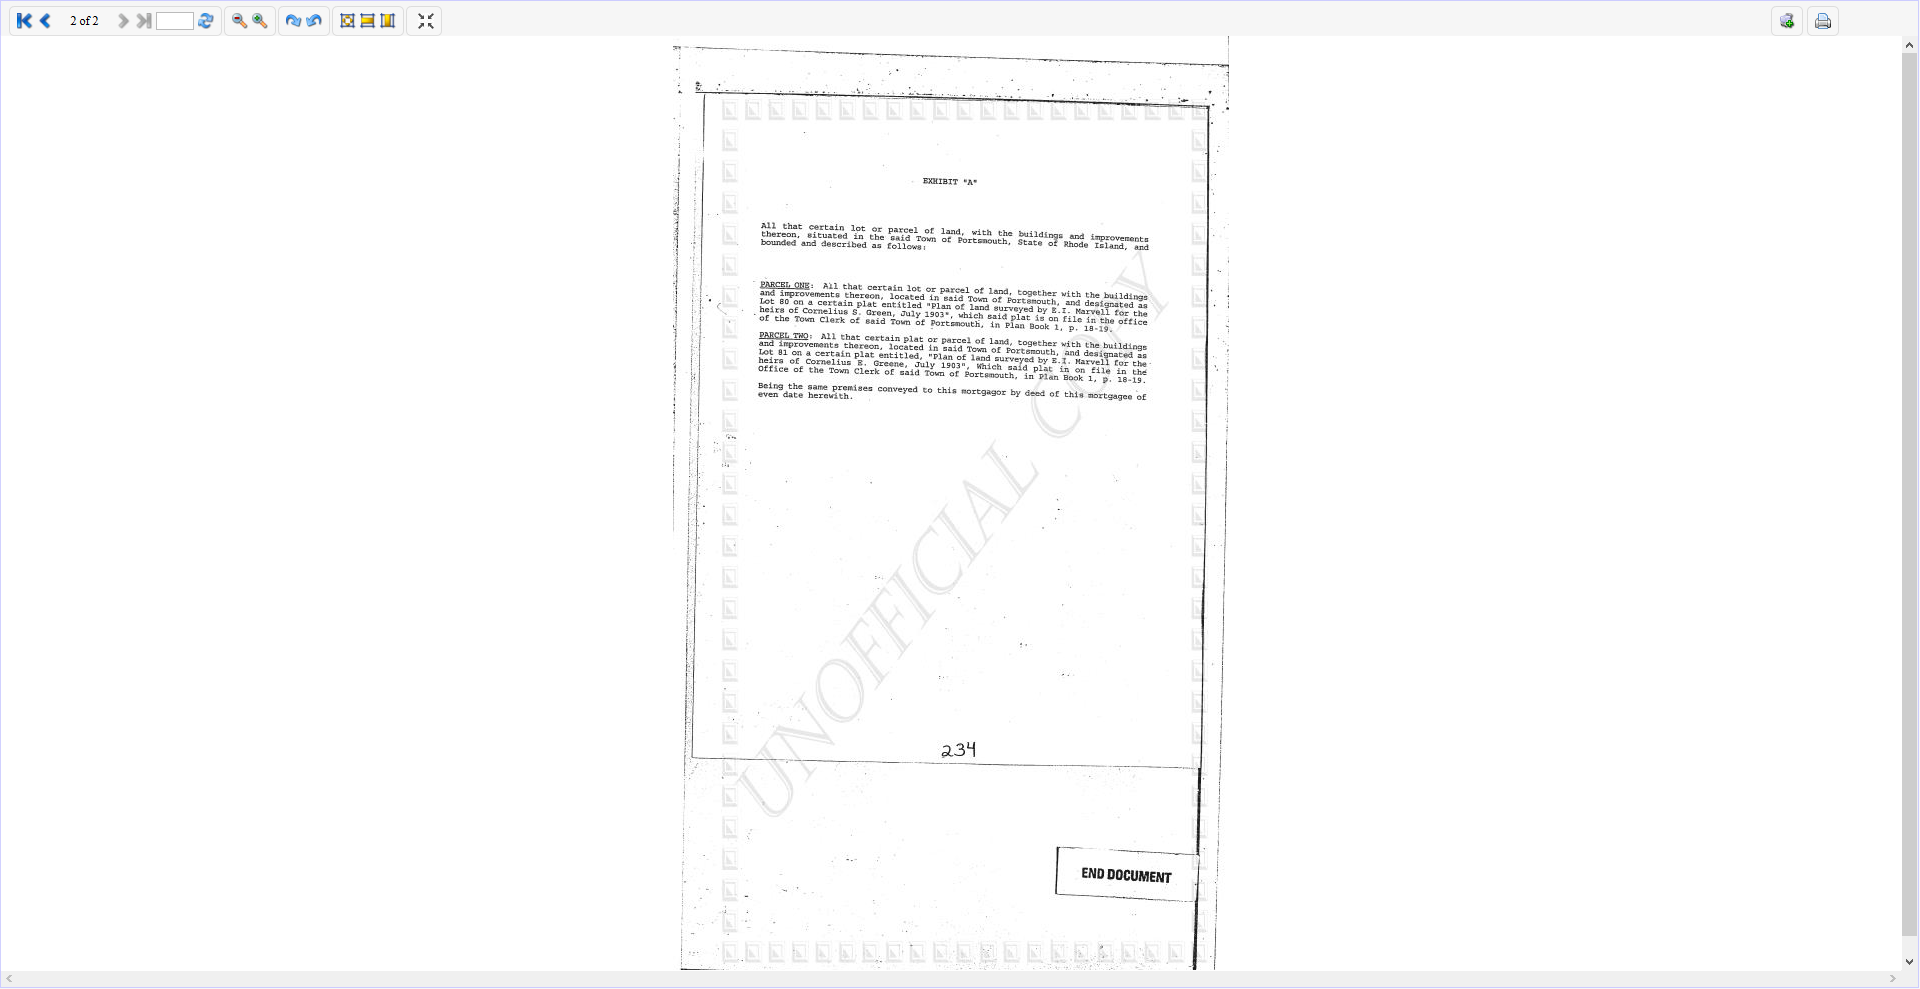 2 of 2
EXHIBIT "A"
All that certain lot or parcel of land, with the buildings and improvements
thereon, situated in the said Town of Portsmouth, State of Rhode Island, and
bounded and described as follows:
PARCEL ONE: All that certain lot or parcel of land, together with the buildings
and improvements thereon, located in said Town of Portsmouth, and designated as
Lot 80 on a certain plat entitled "Plan of land surveyed by E.I. Marvell for the
heirs of Cornelius S. Green, July 1903", which said plat is on file in the office
of the Town Clerk of said Town of Portsmouth, in Plan Book 1, p. 18-19.
PARCEL TWO: All that certain plat or parcel of land, together with the buildings
and improvements thereon, located in said Town of Portsmouth, and designated as
Lot 81 on a certain plat entitled, "Plan of land surveyed by E.I. Marvell for the
heirs of Cornelius E. Greene, July 1903", Which said plat in on file in the
Office of the Town Clerk of said Town of Portsmouth, in Plan Book 1, p. 18-19.
Being the same premises conveyed to this mortgagor by deed of this mortgagee of
even date herewith.
UNOFFICIAL COPY
234
END DOCUMENT